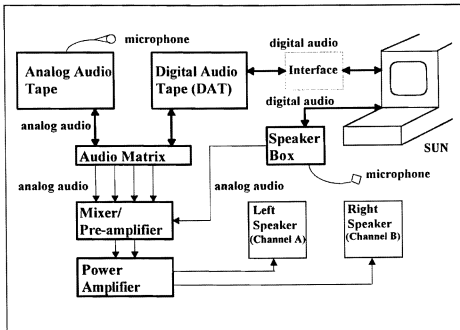 microphone
digital audio
Analog Audio
Tape
Digital Audio
Tape (DAT)
Interface
digital audio
analog audio
Speaker
Box
SUN
Audio Matrix
analog audio
analog audio
microphone
Mixer/
Pre-amplifier
Left
Speaker
(Channel A)
Right
Speaker
(Channel B)
Power
Amplifier